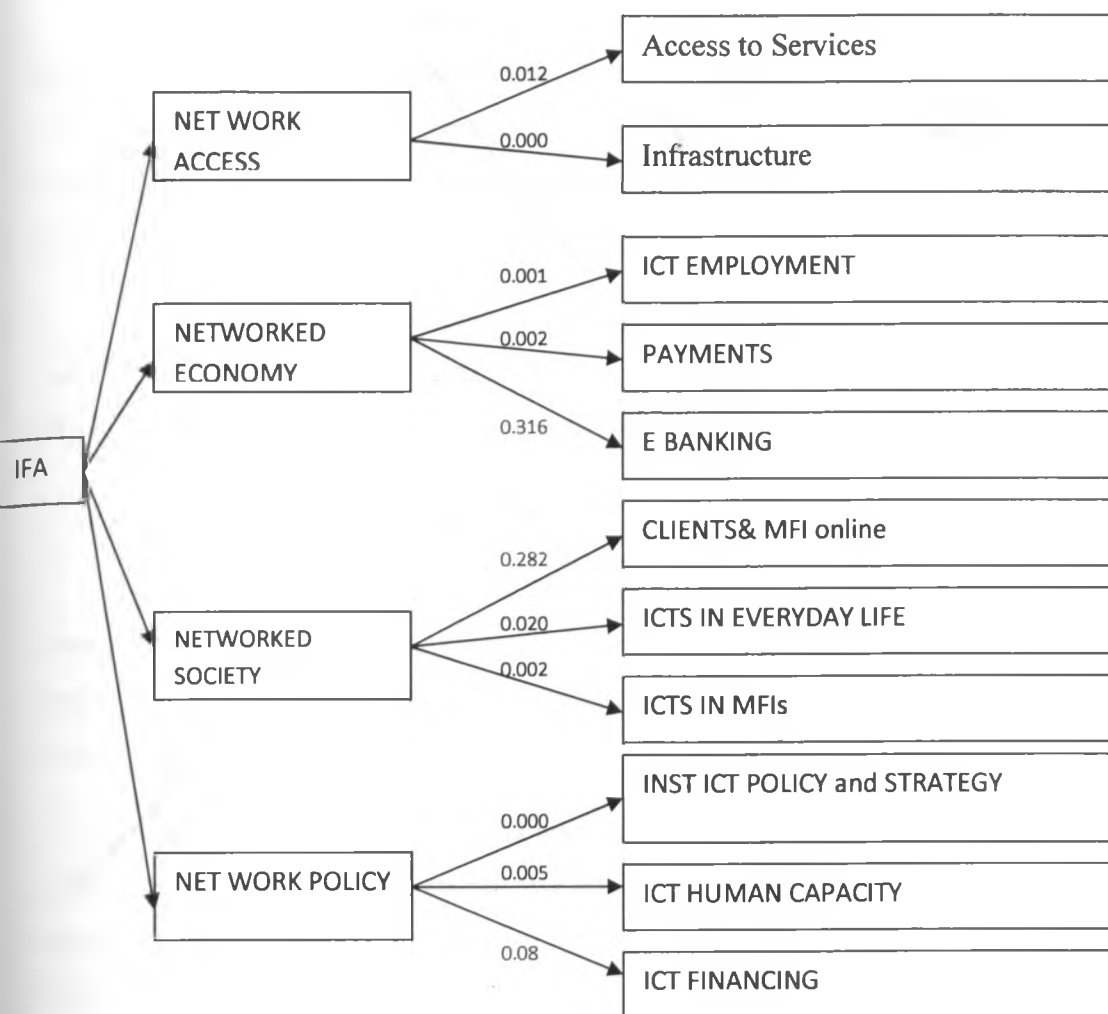 Access to Services
0.012
NET WORK
ACCESS
0.000
Infrastructure
ICT EMPLOYMENT
0.001
NETWORKED
ECONOMY
0.002
PAYMENTS
0.316
E BANKING
IFA
CLIENTS& MFI online
0.282
ICTS IN EVERYDAY LIFE
0.020
NETWORKED
SOCIETY
0.002
ICTS IN MFIs
INST ICT POLICY and STRATEGY
0.000
NET WORK POLICY
0.005
ICT HUMAN CAPACITY
0.08
ICT FINANCING